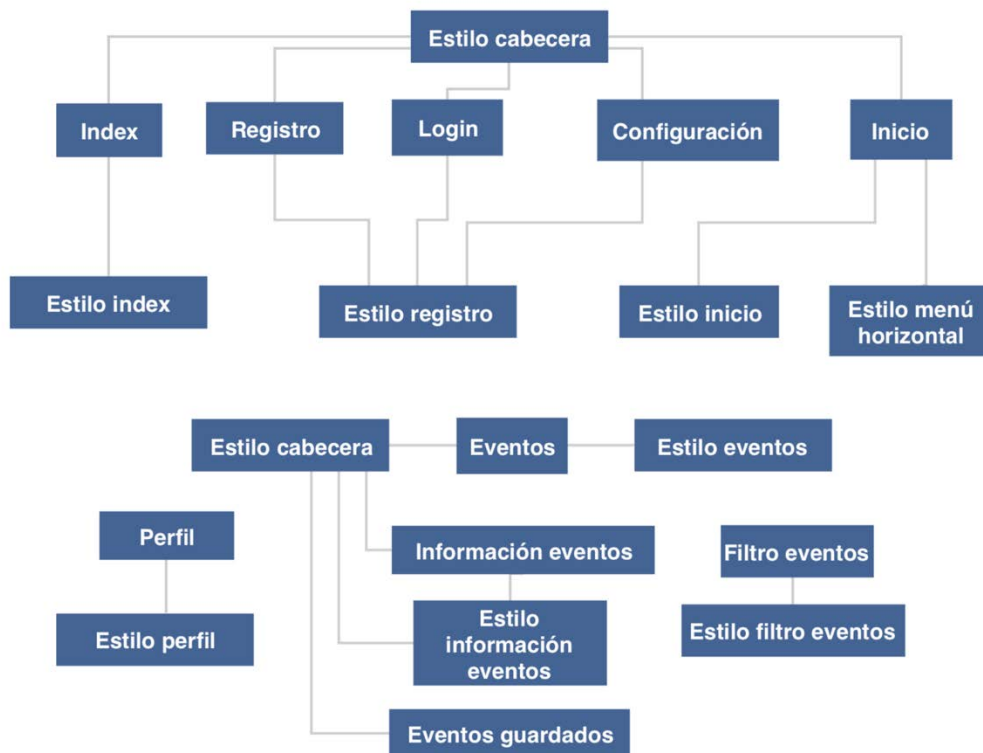 Estilo cabecera
Index
Registro
Login
Configuración
Inicio
Estilo index
Estilo registro
Estilo inicio
Estilo menú
horizontal
Estilo cabecera
Eventos
Estilo eventos
Perfil
Información eventos
Filtro eventos
Estilo perfil
Estilo
información
eventos
Estilo filtro eventos
Eventos guardados